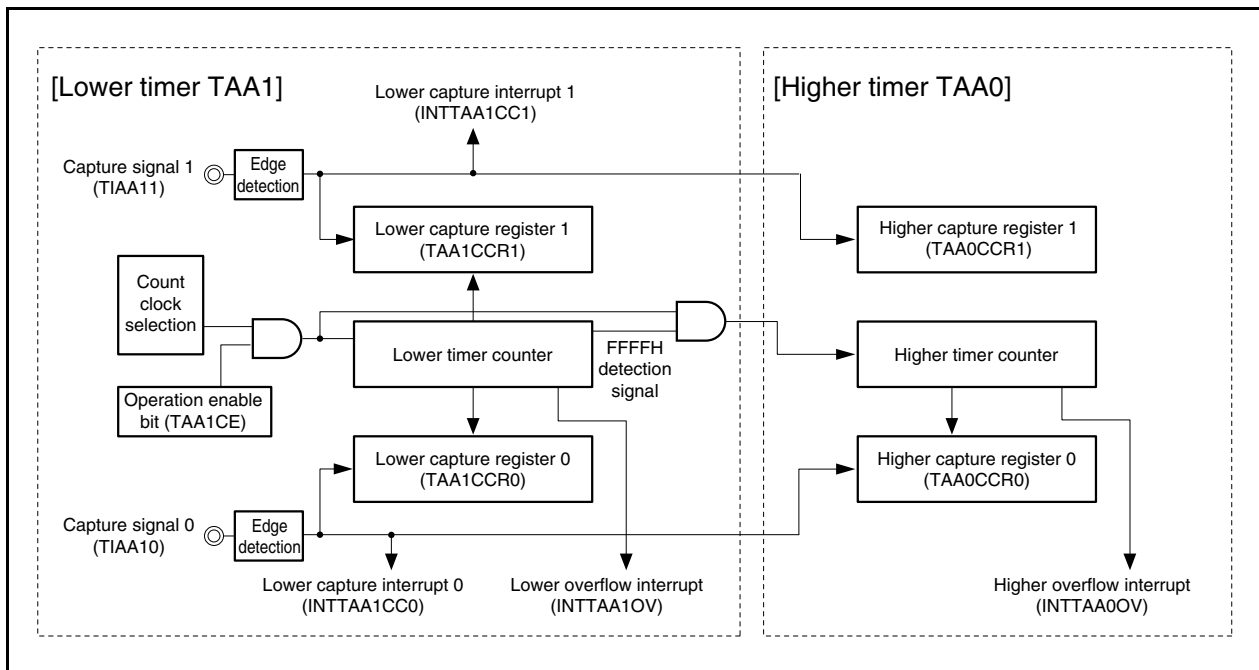 [Lower timer TAA1]
[Higher timer TAA0]
Lower capture interrupt 1
(INTTAA1CC1)
Capture signal 1
(TIAA11)
Edge
detection
Lower capture register 1
(TAA1CCR1)
Higher capture register 1
(TAA0CCR1)
Count
clock
selection
Lower timer counter
FFFFH
detection
signal
Higher timer counter
Operation enable
bit (TAA1CE)
Lower capture register 0
(TAA1CCR0)
Higher capture register 0
(TAA0CCR0)
Capture signal 0
(TIAA10)
Edge
detection
Lower capture interrupt 0
(INTTAA1CC0)
Lower overflow interrupt
(INTTAA1OV)
Higher overflow interrupt
(INTTAA0OV)